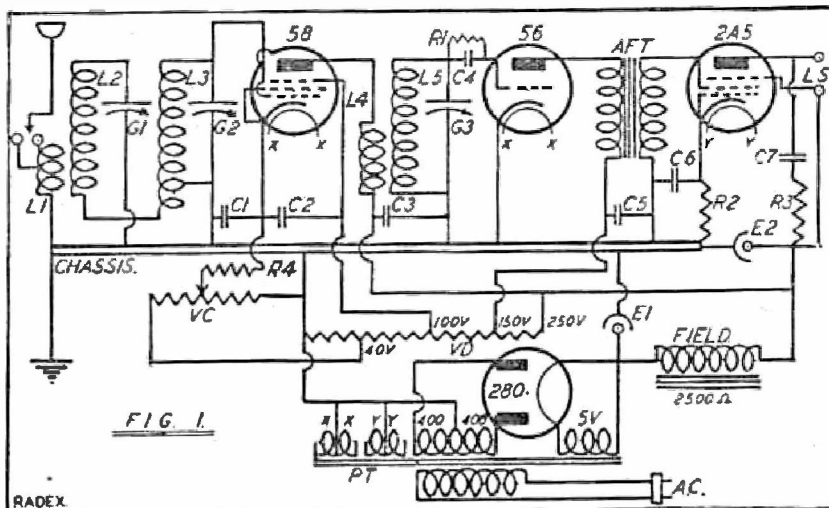 58
56
2A5
L2
L3
L4
L5
R1
C4
AFT
LS
G1
G2
G3
X X
X X
Y Y
C6
C7
L1
C1
C2
C3
C5
R2
R3
E2
CHASSIS.
R4
VC
40V
100V
150V
250V
VD
E1
FIELD
2500 Ω
280.
FIG. 1.
X X
Y Y
400
400
5V
PT
A.C.
RADEX.